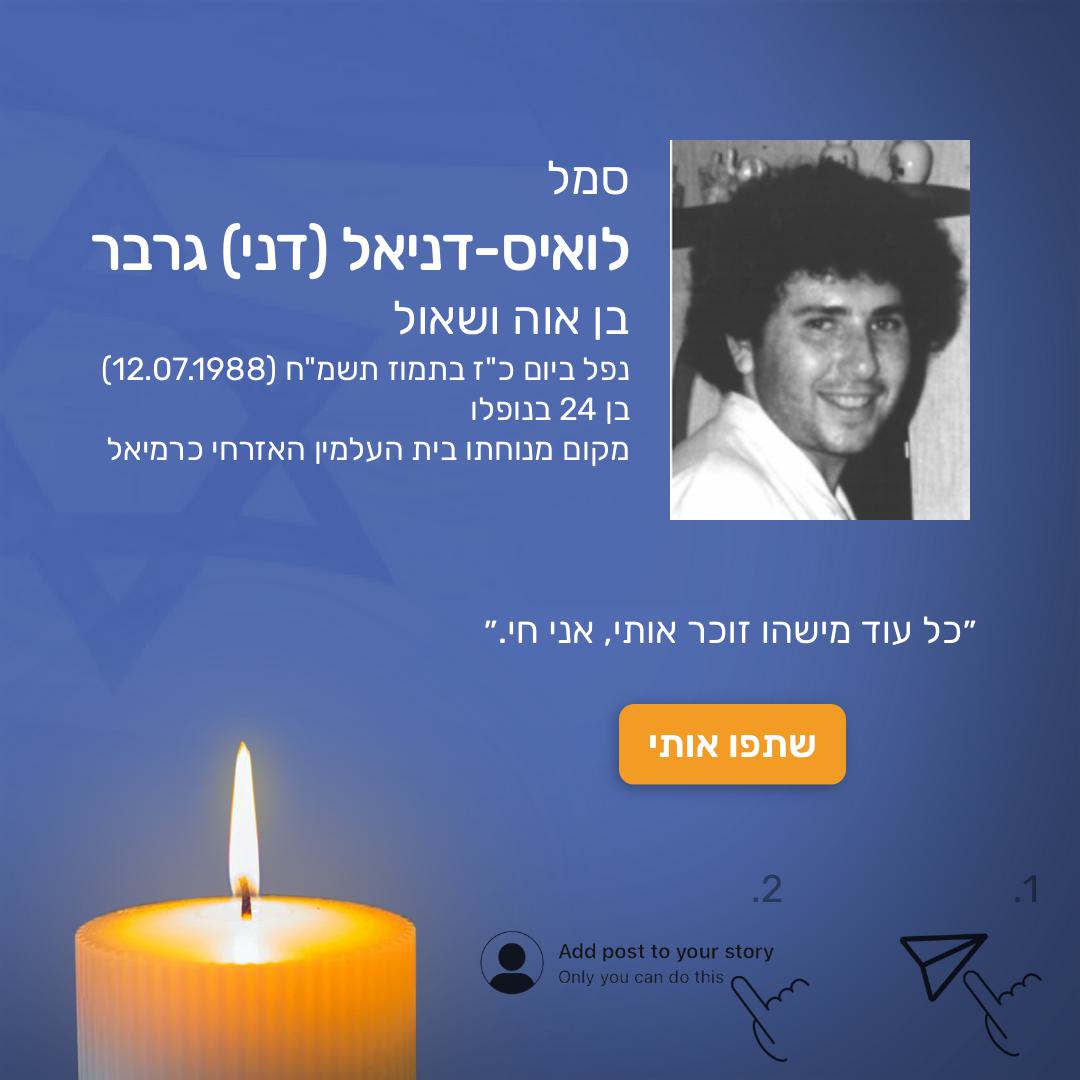 סמל
לואיס-דניאל (דני) גרבר
בן אוה ושאול
נפל ביום כ"ז בתמוז תשמ"ח (12.07.1988)
בן 24 בנופלו
מקום מנוחתו בית העלמין האזרחי כרמיאל
״כל עוד מישהו זוכר אותי, אני חי.״
שתפו אותי
.1
.2
Add post to your story
Only you can do this